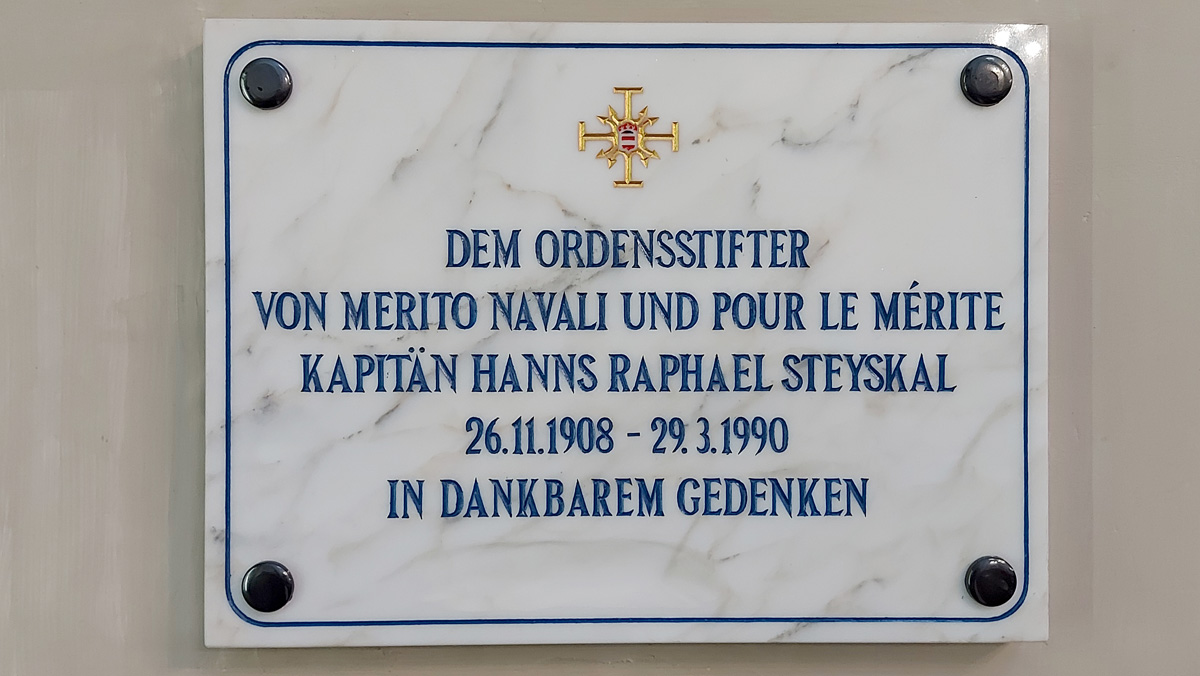 DEM ORDENSSTIFTER
VON MERITO NAVALI UND POUR LE MÉRITE
KAPITÄN HANNS RAPHAEL STEYSKAL
26.11.1908 - 29.3.1990
IN DANKBAREM GEDENKEN